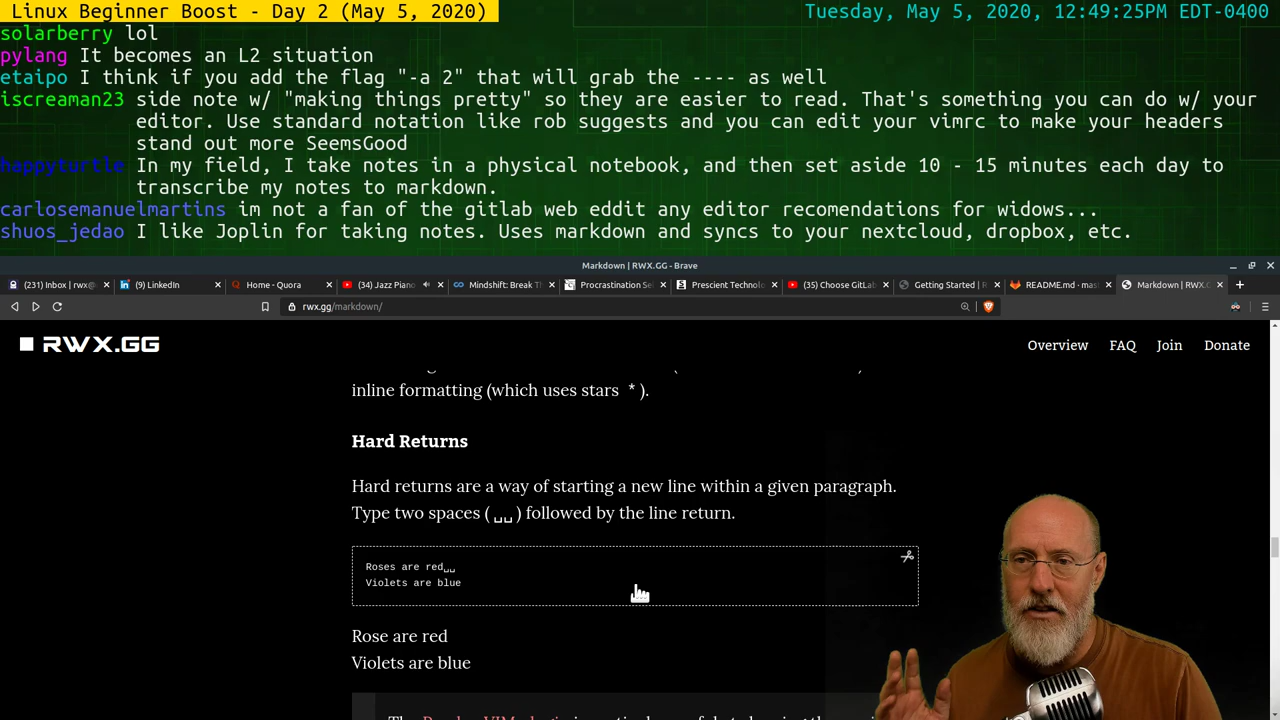 Linux Beginner Boost - Day 2 (May 5, 2020)
Tuesday, May 5, 2020, 12:49:25PM EDT-0400
solarberry lol
pylang It becomes an L2 situation
etaipo I think if you add the flag "-a 2" that will grab the ---- as well
iscreaman23 side note w/ "making things pretty" so they are easier to read. That's something you can do w/ your
editor. Use standard notation like rob suggests and you can edit your vimrc to make your headers
stand out more SeemsGood
happyturtle In my field, I take notes in a physical notebook, and then set aside 10 - 15 minutes each day to
transcribe my notes to markdown.
carlosemanuelmartins im not a fan of the gitlab web eddit any editor recomendations for widows...
shuos_jedao I like Joplin for taking notes. Uses markdown and syncs to your nextcloud, dropbox, etc.
Markdown | RWX.GG - Brave
(231) Inbox | rwx@ (9) LinkedIn Home - Quora (34) Jazz Piano Mindshift: Break Th Procrastination Se Prescient Technolo (35) Choose GitLab Getting Started | R README.md · mast Markdown | RWX.G
rwx.gg/markdown/
RWX.GG
Overview FAQ Join Donate
inline formatting (which uses stars * ).
Hard Returns
Hard returns are a way of starting a new line within a given paragraph.
Type two spaces ( ␣␣ ) followed by the line return.
Roses are red␣␣
Violets are blue
Rose are red
Violets are blue